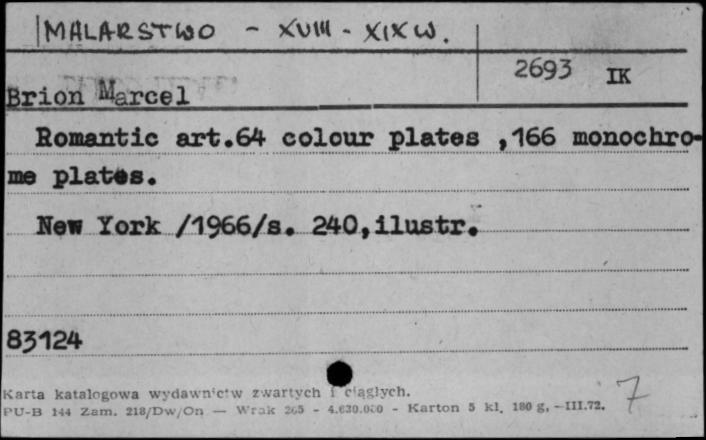 MALARSTWO - XVIII - XIX W.
2693 IK
Brion Marcel
Romantic art.64 colour plates ,166 monochro-
me plates.
New York /1966/s. 240,ilustr.
83124
Karta katalogowa wydawnictw zwartych i ciągłych.
PU-B 144 Zam. 218/Dw/On — Wrak 265 - 4.630.000 - Karton 5 kl. 180 g, -III.72.
7